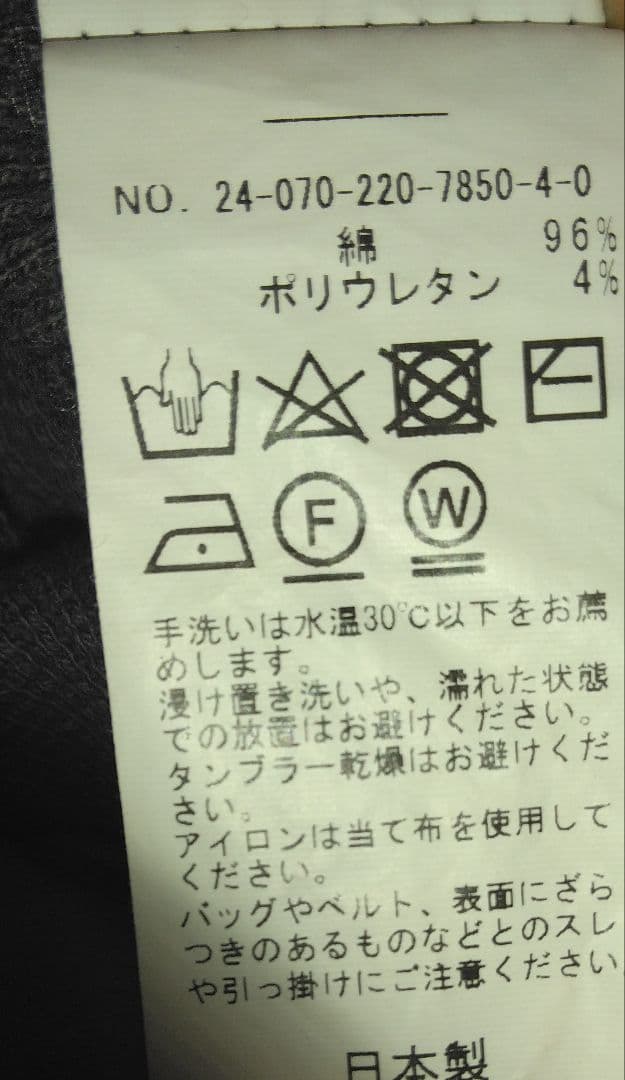 NO. 24-070-220-7850-4-0
綿 96%
ポリウレタン 4%
F W
手洗いは水温30℃以下をお薦
めします。
浸け置き洗いや、濡れた状態
での放置はお避けください。
タンブラー乾燥はお避けくだ
さい。
アイロンは当て布を使用して
ください。
バッグやベルト、表面にざら
つきのあるものなどとのスレ
や引っ掛けにご注意ください
日本製